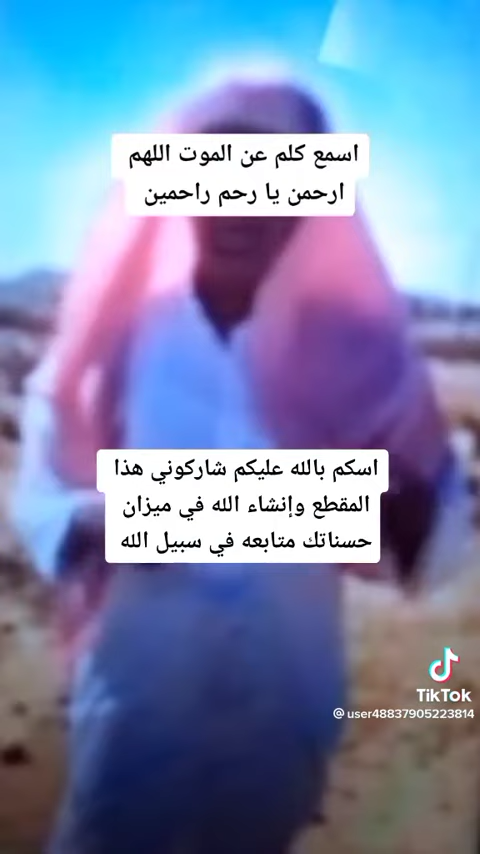 اسمع كلم عن الموت اللهم
ارحمن يا رحم راحمين
اسكم بالله عليكم شاركوني هذا
المقطع وإنشاء الله في ميزان
حسناتك متابعه في سبيل الله
TikTok
@user48837905223814